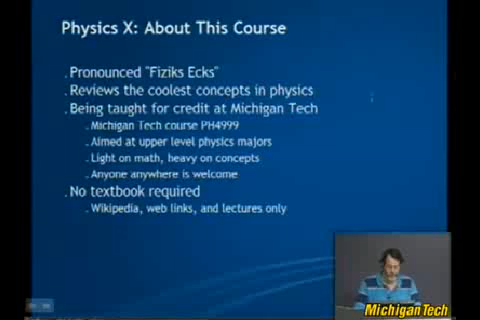 Physics X: About This Course
. Pronounced "Fiziks Ecks"
. Reviews the coolest concepts in physics
. Being taught for credit at Michigan Tech
. Michigan Tech course PH4999
. Aimed at upper level physics majors
. Light on math, heavy on concepts
. Anyone anywhere is welcome
. No textbook required
. Wikipedia, web links, and lectures only
MichiganTech